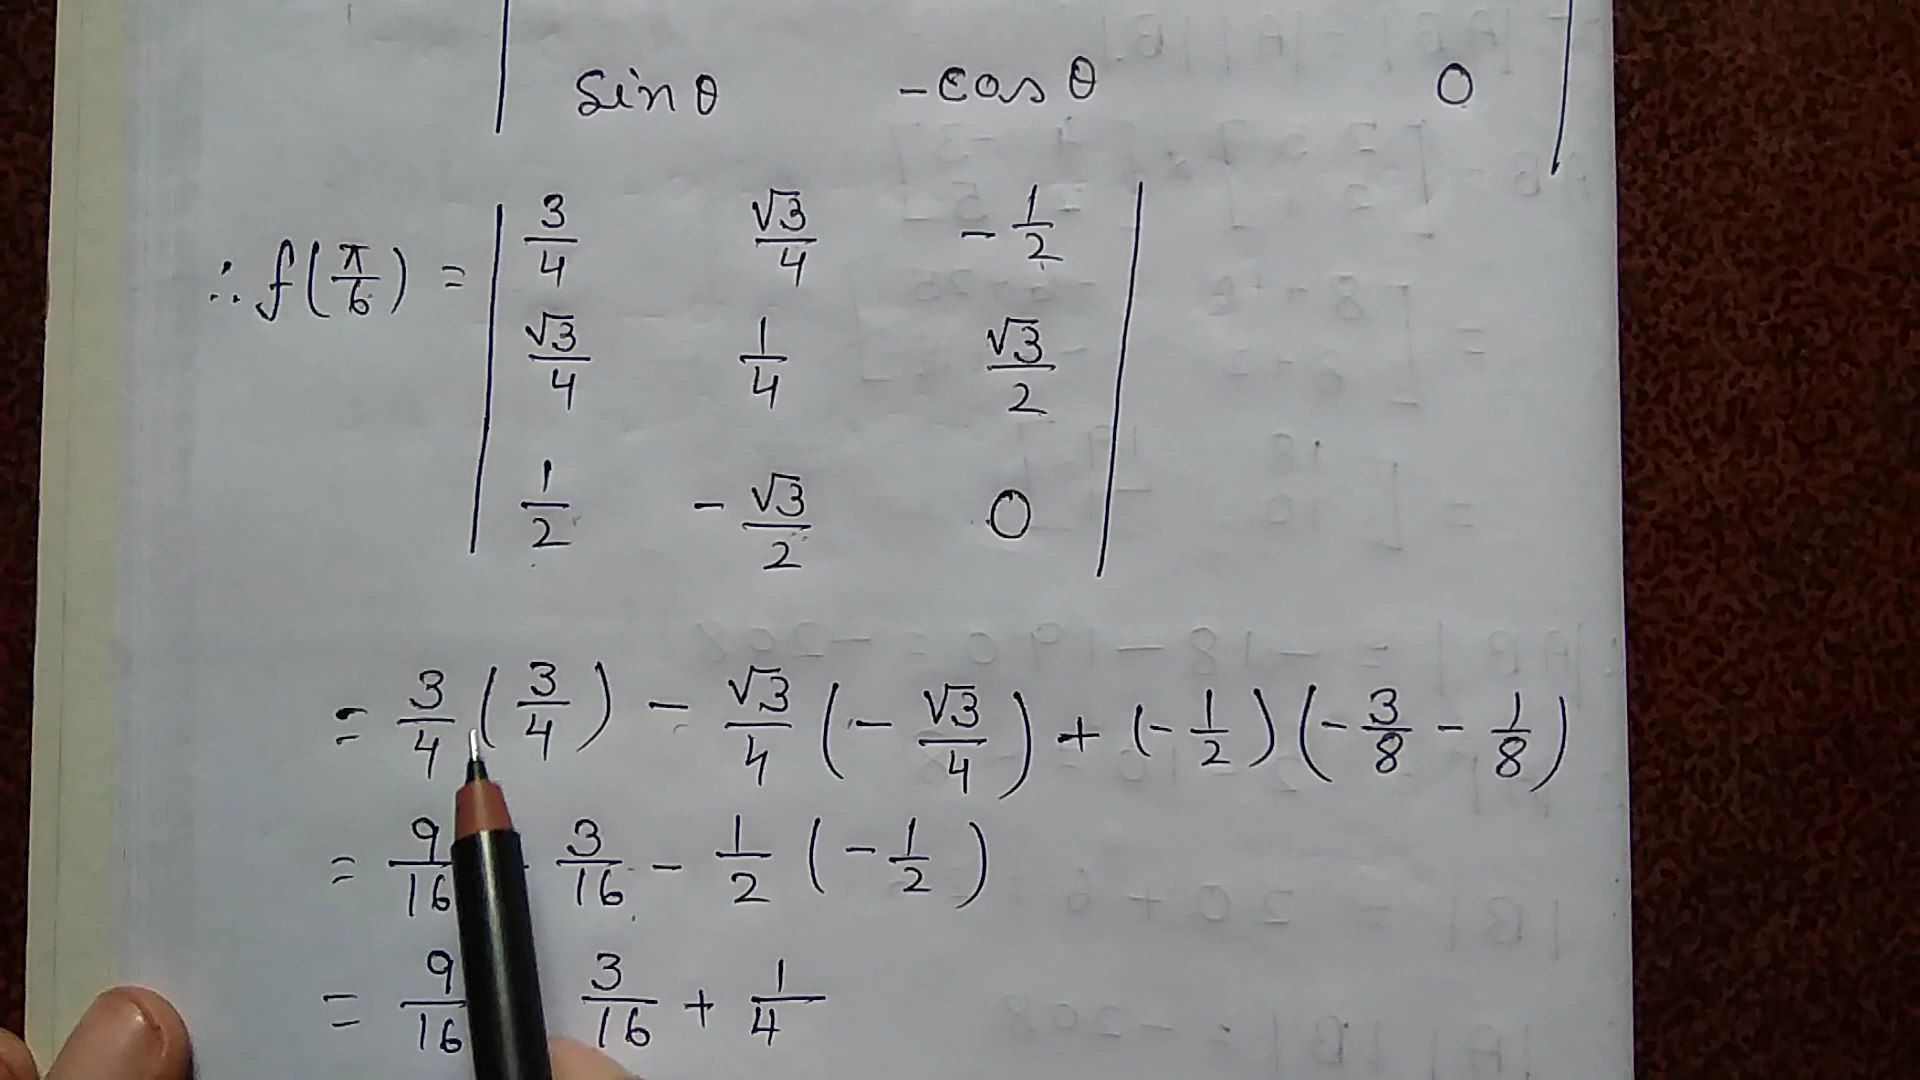 sinθ -cosθ 0
∴ f(π/6) = | 3/4 √3/4 -1/2 |
| √3/4 1/4 √3/2 |
| 1/2 -√3/2 0 |
= 3/4 (3/4) - √3/4 (- √3/4) + (-1/2)(-3/8 - 1/8)
= 9/16 3/16 - 1/2 (-1/2)
= 9/16 3/16 + 1/4